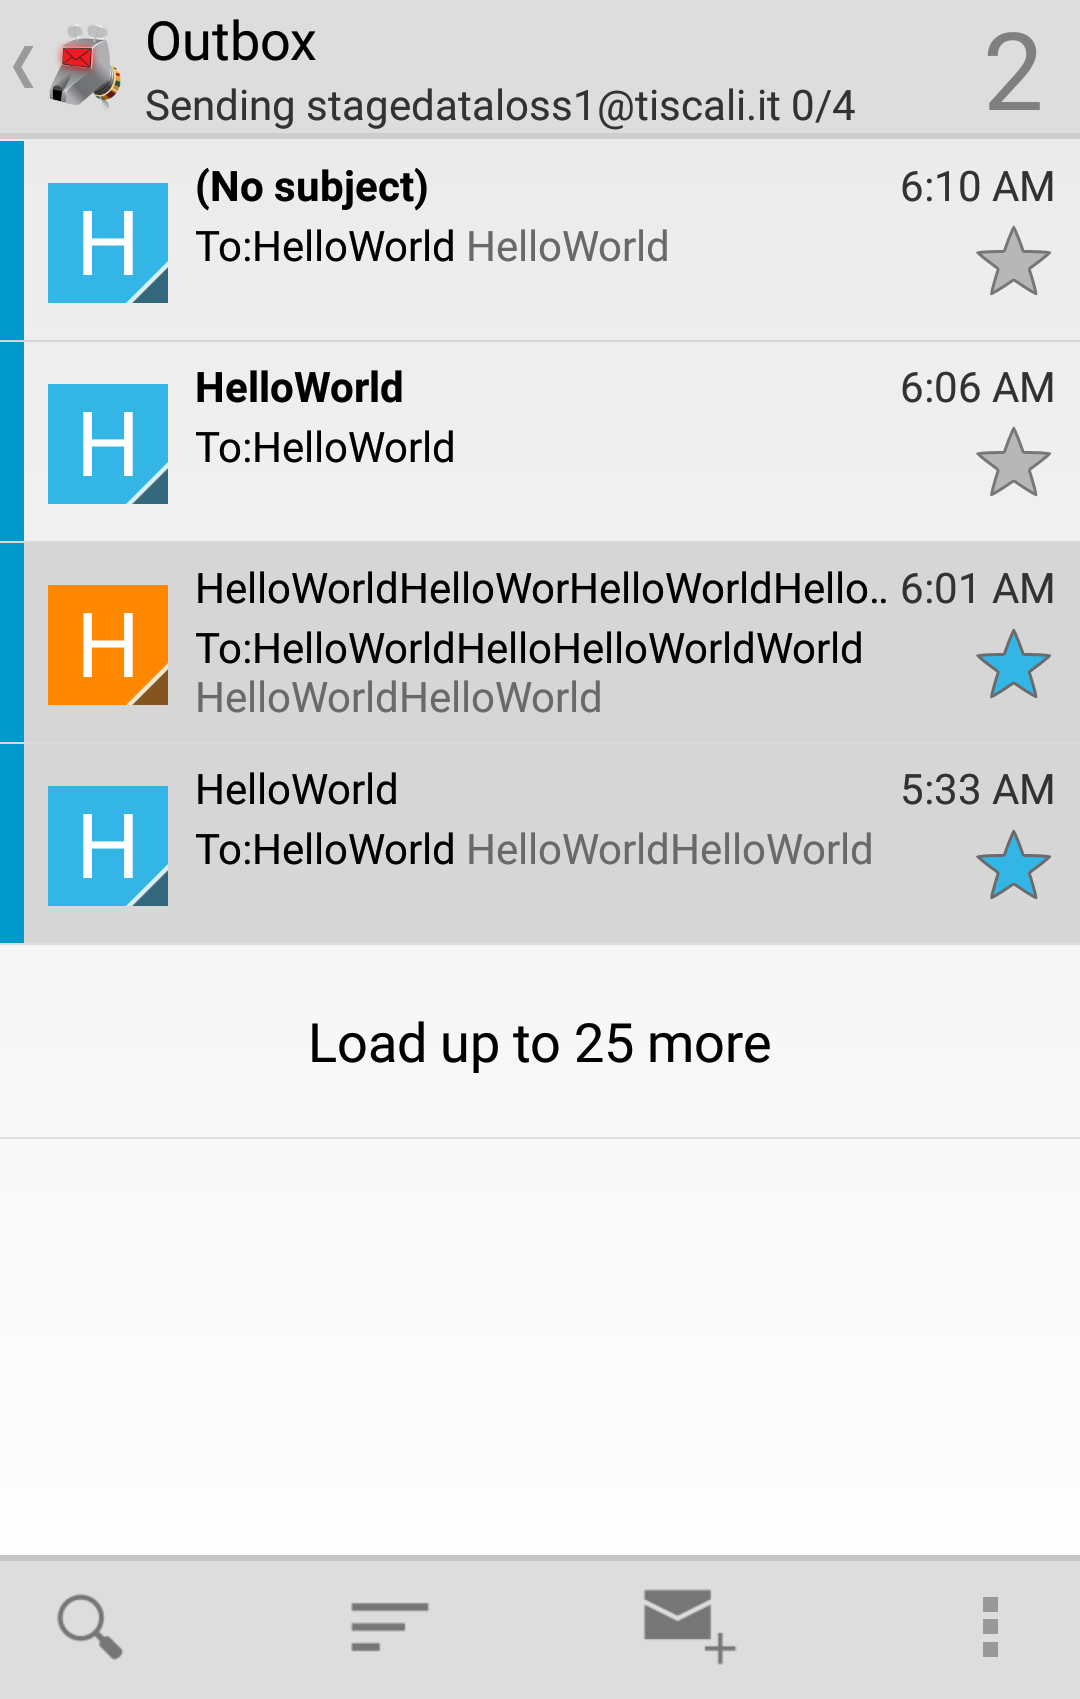 Outbox
Sending stagedataloss1@tiscali.it 0/4
2
(No subject)
6:10 AM
H
To:HelloWorld HelloWorld
HelloWorld
6:06 AM
H
To:HelloWorld
HelloWorldHelloWorHelloWorldHello..
6:01 AM
H
To:HelloWorldHelloHelloWorldWorld
HelloWorldHelloWorld
HelloWorld
5:33 AM
H
To:HelloWorld HelloWorldHelloWorld
Load up to 25 more